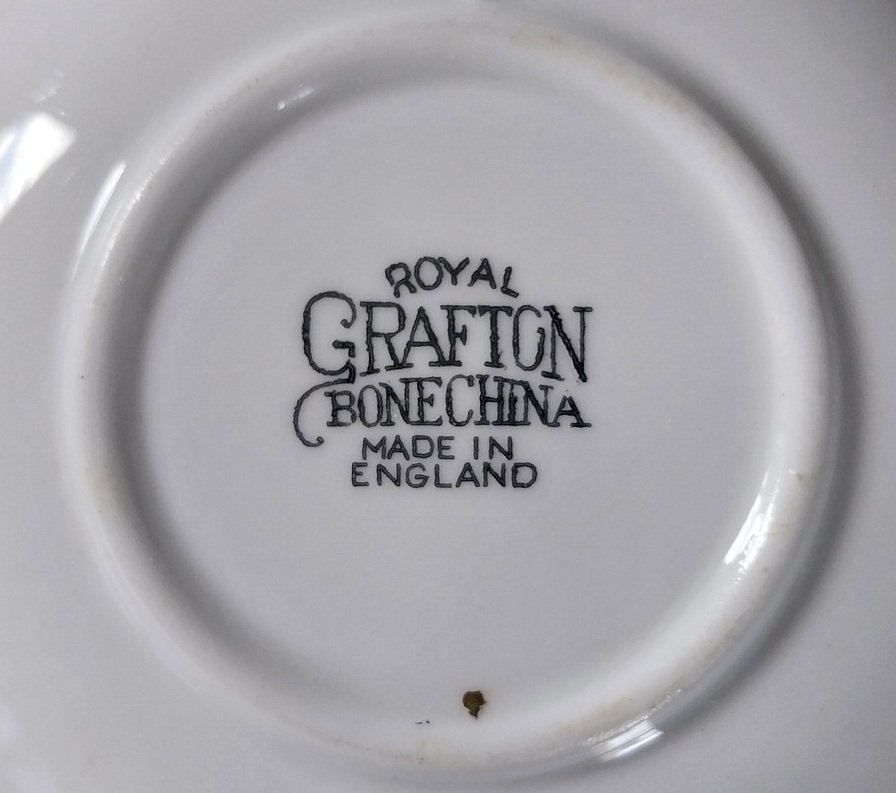 ROYAL
GRAFTON
BONE CHINA
MADE IN
ENGLAND